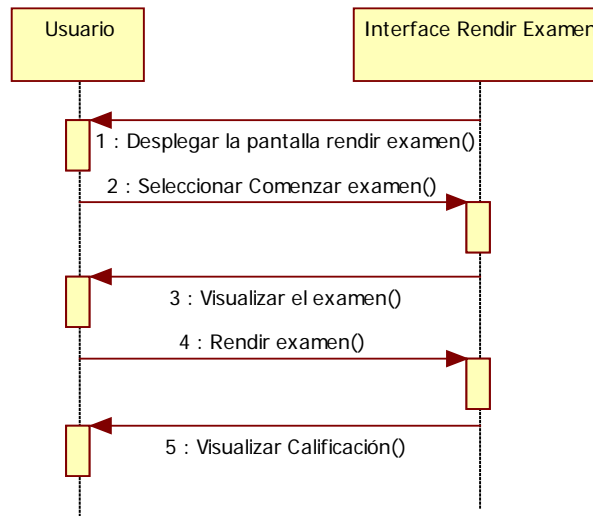 Usuario
Interface Rendir Examen
1 : Desplegar la pantalla rendir examen()
2 : Seleccionar Comenzar examen()
3 : Visualizar el examen()
4 : Rendir examen()
5 : Visualizar Calificación()